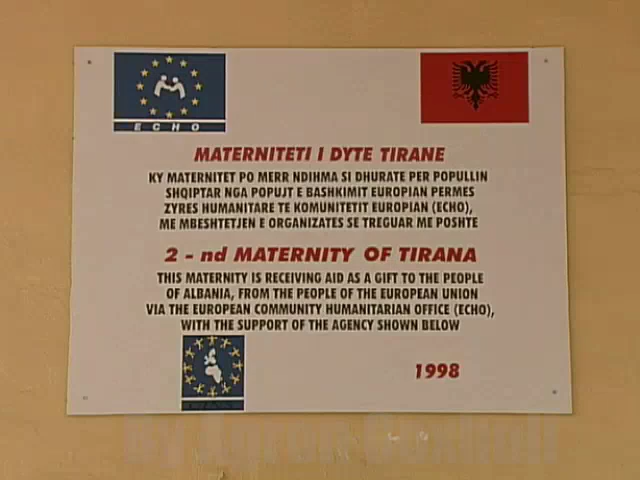 ECHO
MATERNITETI I DYTE TIRANE
KY MATERNITET PO MERR NDIHMA SI DHURATE PER POPULLIN
SHQIPTAR NGA POPUJT E BASHKIMIT EUROPIAN PERMES
ZYRES HUMANITARE TE KOMUNITETIT EUROPIAN (ECHO),
ME MBESHTETJEN E ORGANIZATES SE TREGUAR ME POSHTE
2 - nd MATERNITY OF TIRANA
THIS MATERNITY IS RECEIVING AID AS A GIFT TO THE PEOPLE
OF ALBANIA, FROM THE PEOPLE OF THE EUROPEAN UNION
VIA THE EUROPEAN COMMUNITY HUMANITARIAN OFFICE (ECHO),
WITH THE SUPPORT OF THE AGENCY SHOWN BELOW
1998
By Agron